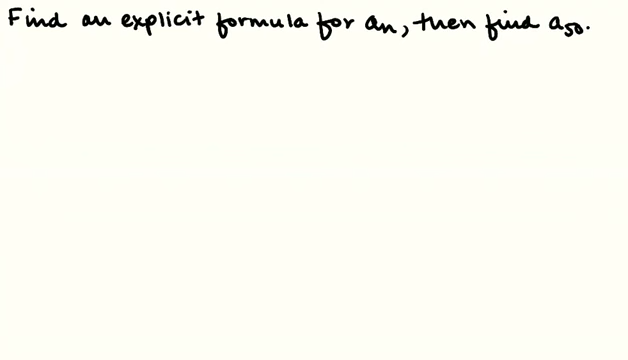 Find an explicit formula for aₙ, then find a₅₀.